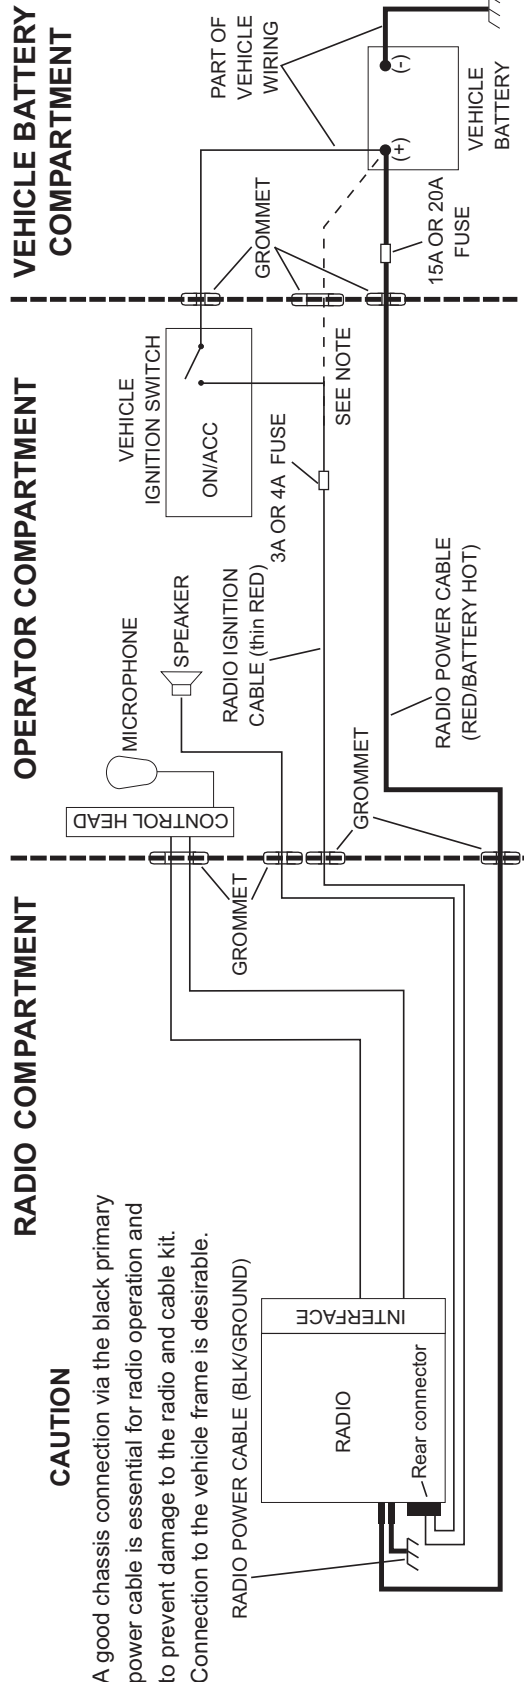 RADIO COMPARTMENT
OPERATOR COMPARTMENT
VEHICLE BATTERY
COMPARTMENT
CAUTION
A good chassis connection via the black primary
power cable is essential for radio operation and
to prevent damage to the radio and cable kit.
Connection to the vehicle frame is desirable.
RADIO POWER CABLE (BLK/GROUND)
RADIO
INTERFACE
Rear connector
GROMMET
CONTROL HEAD
MICROPHONE
SPEAKER
RADIO IGNITION
CABLE (thin RED)
3A OR 4A FUSE
GROMMET
RADIO POWER CABLE
(RED/BATTERY HOT)
VEHICLE
IGNITION SWITCH
ON/ACC
SEE NOTE
GROMMET
15A OR 20A
FUSE
PART OF
VEHICLE
WIRING
(+)
(-)
VEHICLE
BATTERY